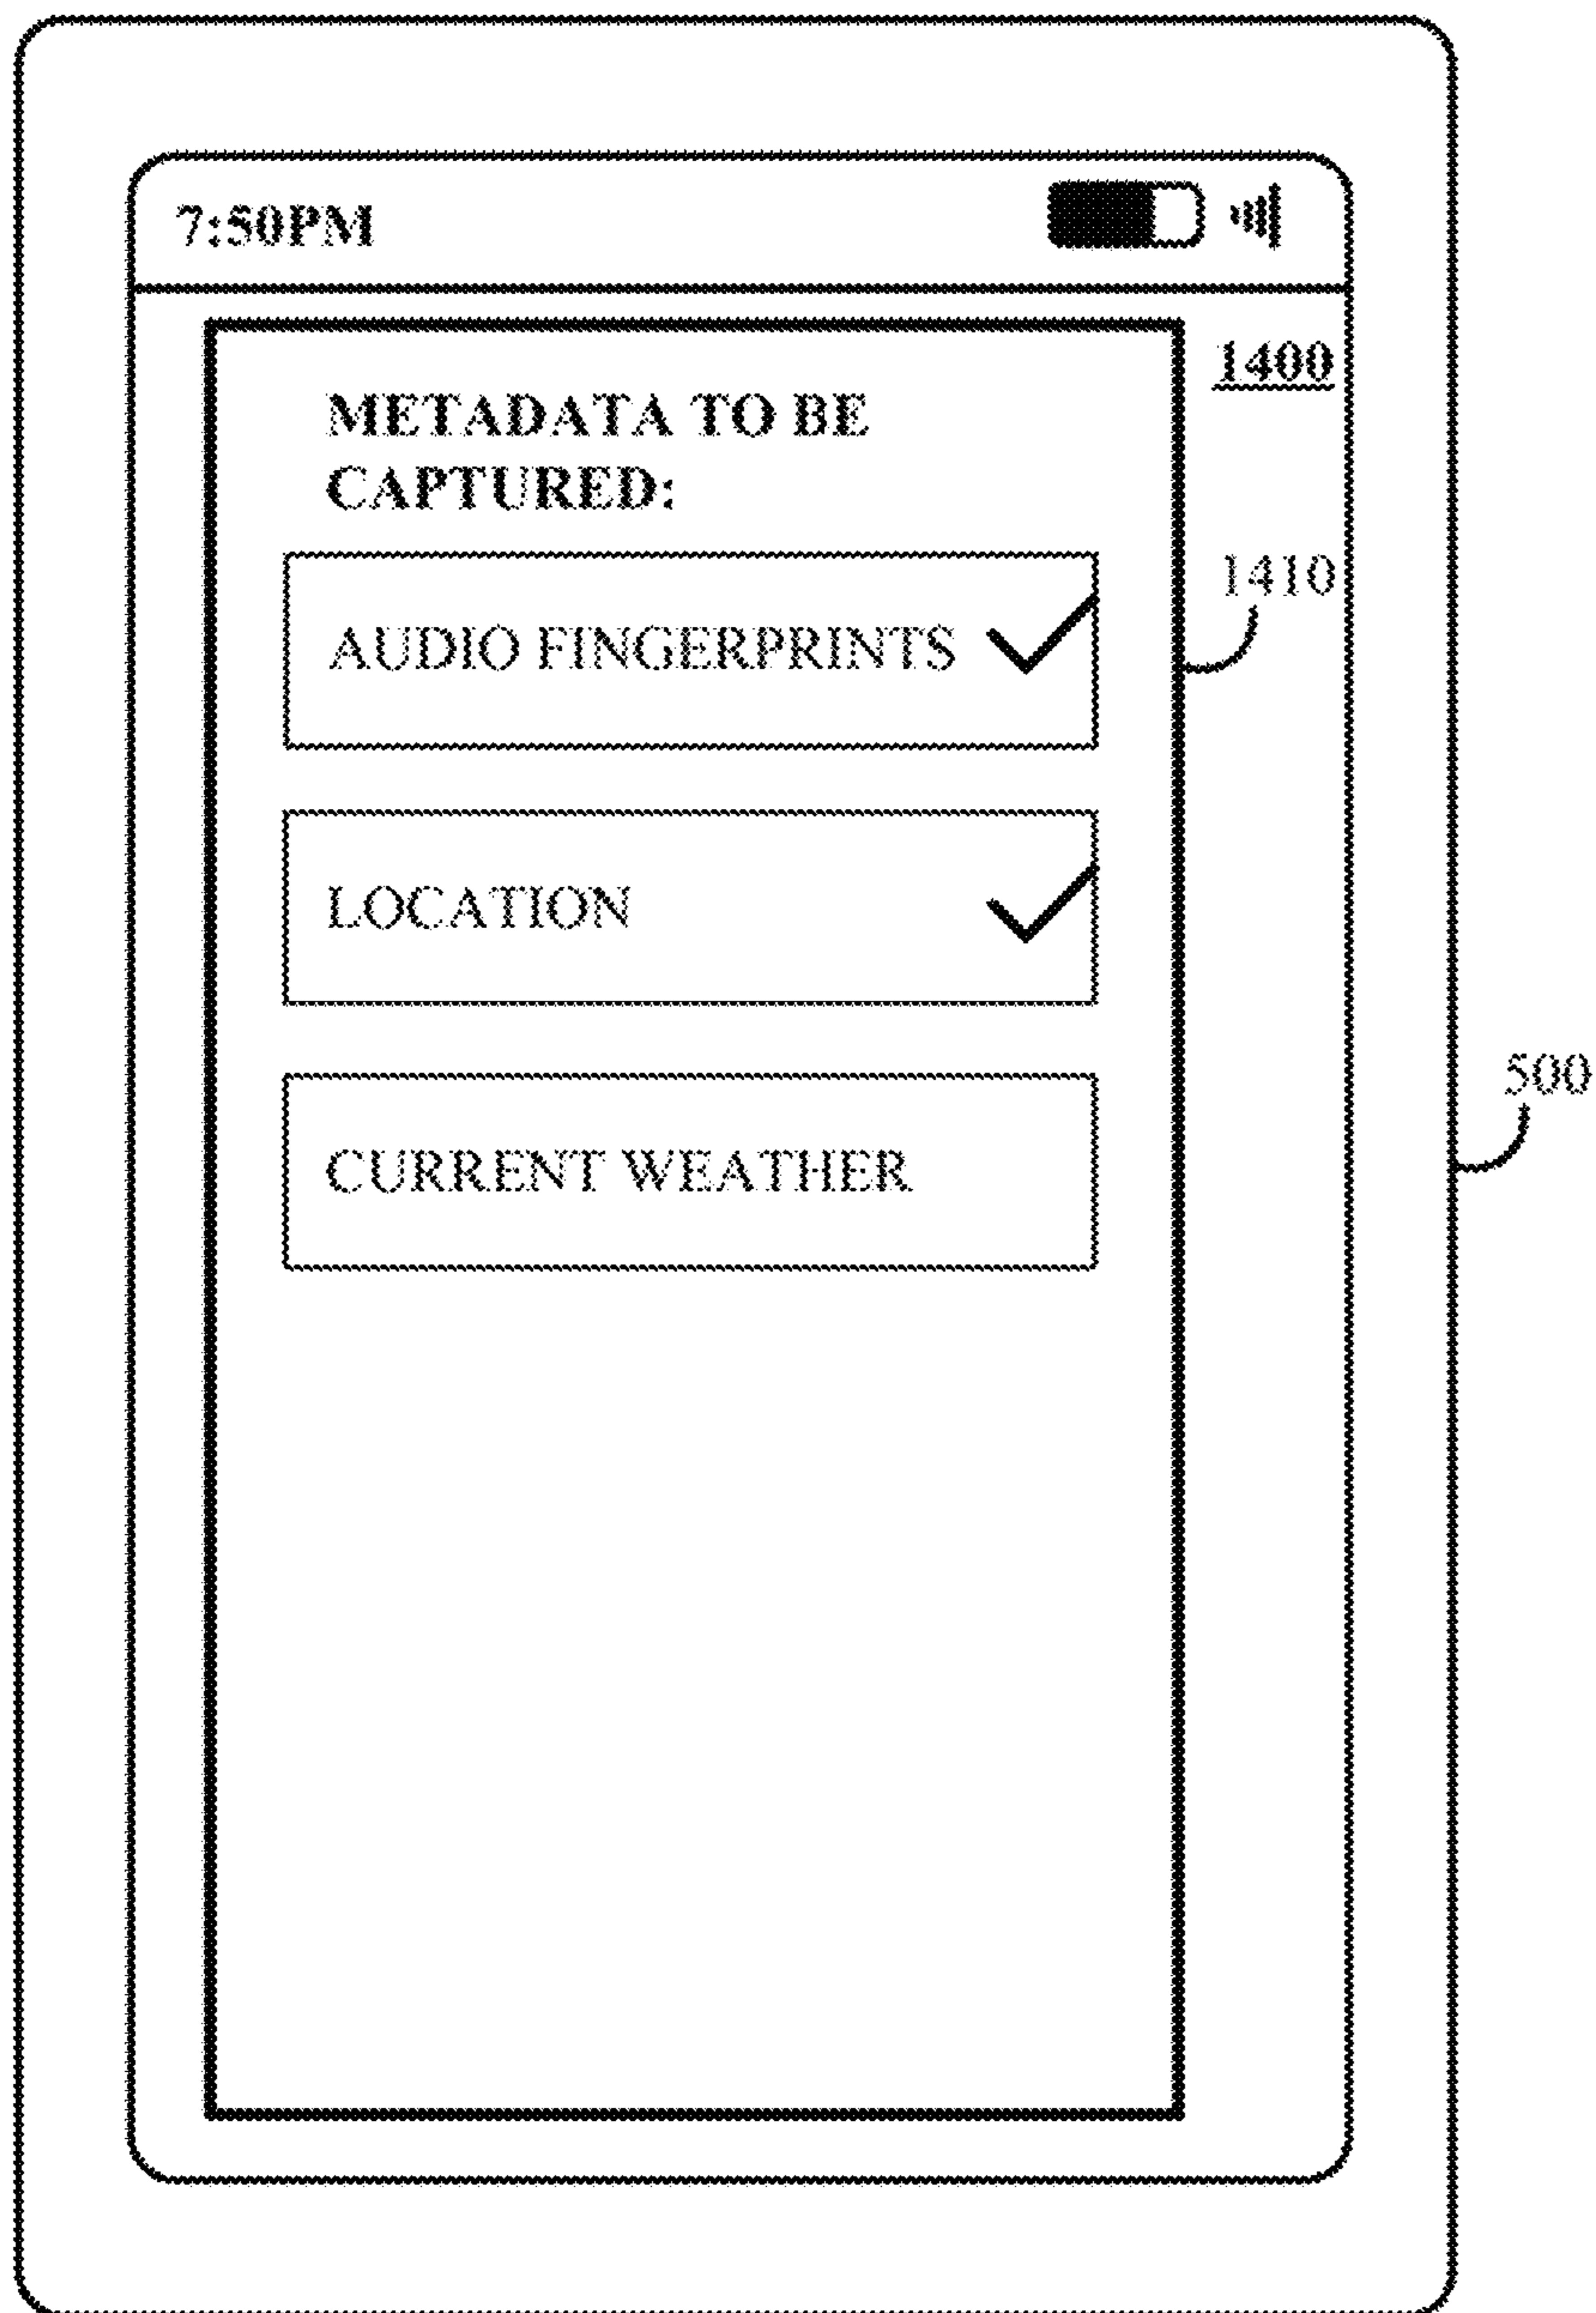 7:50PM
1400
METADATA TO BE
CAPTURED:
1410
AUDIO FINGERPRINTS
LOCATION
500
CURRENT WEATHER